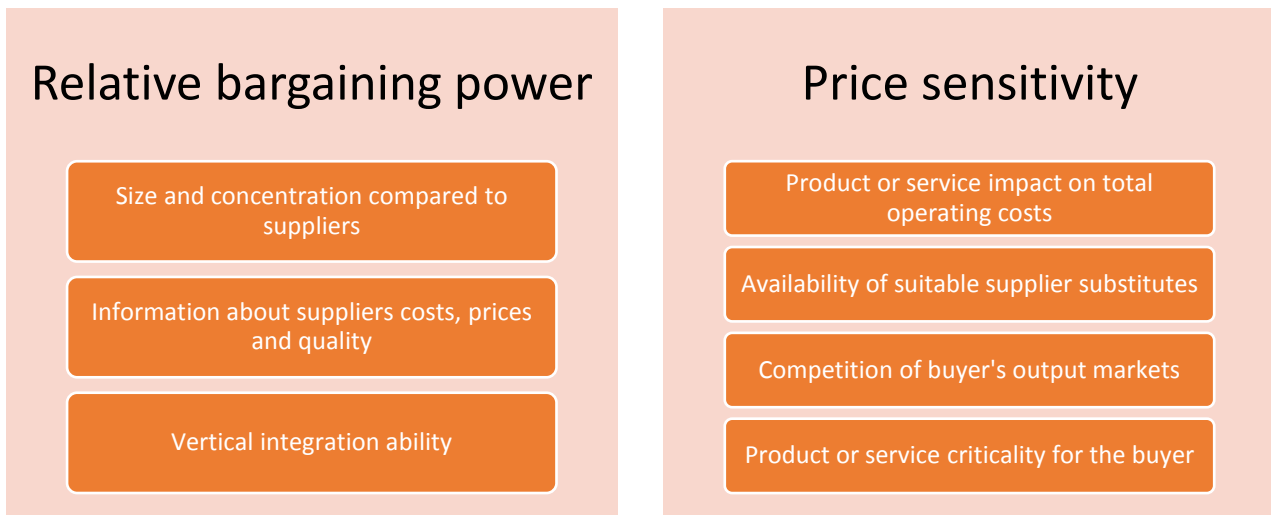 Relative bargaining power
Size and concentration compared to
suppliers
Information about suppliers costs, prices
and quality
Vertical integration ability
Price sensitivity
Product or service impact on total
operating costs
Availability of suitable supplier substitutes
Competition of buyer's output markets
Product or service criticality for the buyer